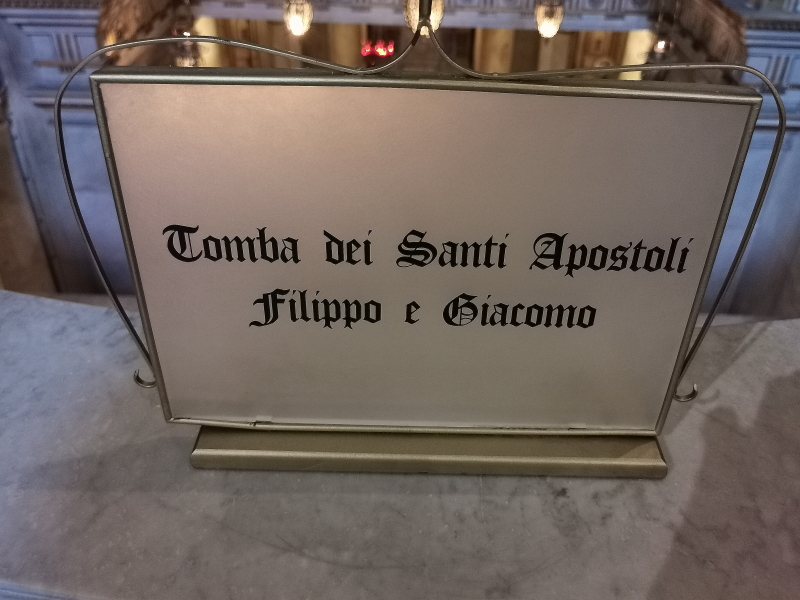 Tomba dei Santi Apostoli
Filippo e Giacomo